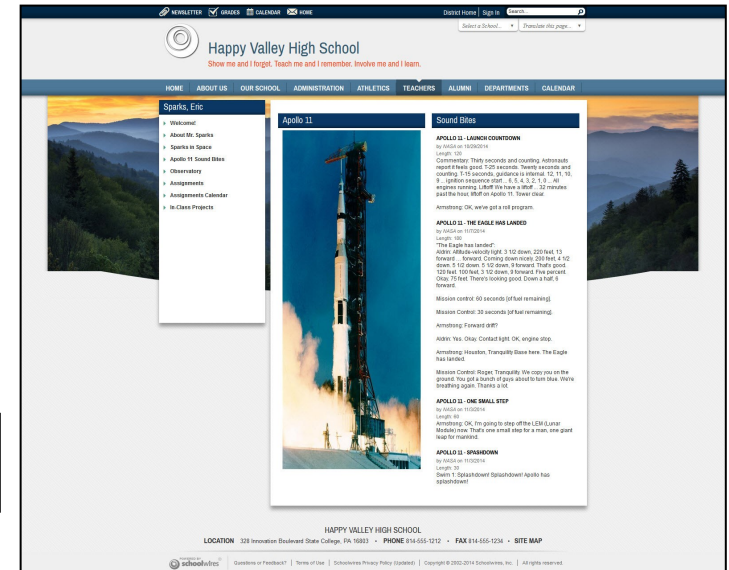 NEWSLETTER GRADES CALENDAR HOME District Home | Sign In Search...
Select a School... Translate this page...
Happy Valley High School
Show me and I forget. Teach me and I remember. Involve me and I learn.
HOME ABOUT US OUR SCHOOL ADMINISTRATION ATHLETICS TEACHERS ALUMNI DEPARTMENTS CALENDAR
Sparks, Eric
Welcome!
About Mr. Sparks
Sparks in Space
Apollo 11 Sound Bites
Observatory
Assignments
Assignments Calendar
In-Class Projects
Apollo 11
Sound Bites
APOLLO 11 - LAUNCH COUNTDOWN
by NASA on 10/29/2014
Length: 120
Commentary: Thirty seconds and counting. Astronauts
report it feels good. T-25 seconds. Twenty seconds and
counting. T-15 seconds, guidance is internal. 12, 11, 10,
9 ... ignition sequence start ... 6, 5, 4, 3, 2, 1, 0 ... All
engines running. Liftoff! We have a liftoff ... 32 minutes
past the hour, liftoff on Apollo 11. Tower clear.
Armstrong: OK, we've got a roll program.
APOLLO 11 - THE EAGLE HAS LANDED
by NASA on 11/7/2014
Length: 180
"The Eagle has landed":
Aldrin: Altitude-velocity light. 3 1/2 down, 220 feet, 13
forward ... forward. Coming down nicely. 200 feet, 4 1/2
down. 5 1/2 down. 5 1/2 down, 9 forward. That's good.
120 feet. 100 feet, 3 1/2 down, 9 forward. Five percent.
Okay, 75 feet. There's looking good. Down a half, 6
forward.
Mission control: 60 seconds [of fuel remaining].
Mission Control: 30 seconds [of fuel remaining].
Armstrong: Forward drift?
Aldrin: Yes. Okay. Contact light. OK, engine stop.
Armstrong: Houston, Tranquility Base here. The Eagle
has landed.
Mission Control: Roger, Tranquility. We copy you on the
ground. You got a bunch of guys about to turn blue. We're
breathing again. Thanks a lot.
APOLLO 11 - ONE SMALL STEP
by NASA on 11/3/2014
Length: 60
Armstrong: OK, I'm going to step off the LEM (Lunar
Module) now. That's one small step for a man, one giant
leap for mankind.
APOLLO 11 - SPASHDOWN
by NASA on 11/3/2014
Length: 30
Swim 1: Splashdown! Splashdown! Apollo has
splashdown!
HAPPY VALLEY HIGH SCHOOL
LOCATION 328 Innovation Boulevard State College, PA 16803 • PHONE 814-555-1212 • FAX 814-555-1234 • SITE MAP
POWERED BY
schoolwires Questions or Feedback? | Terms of Use | Schoolwires Privacy Policy (Updated) | Copyright © 2002-2014 Schoolwires, Inc. | All rights reserved.